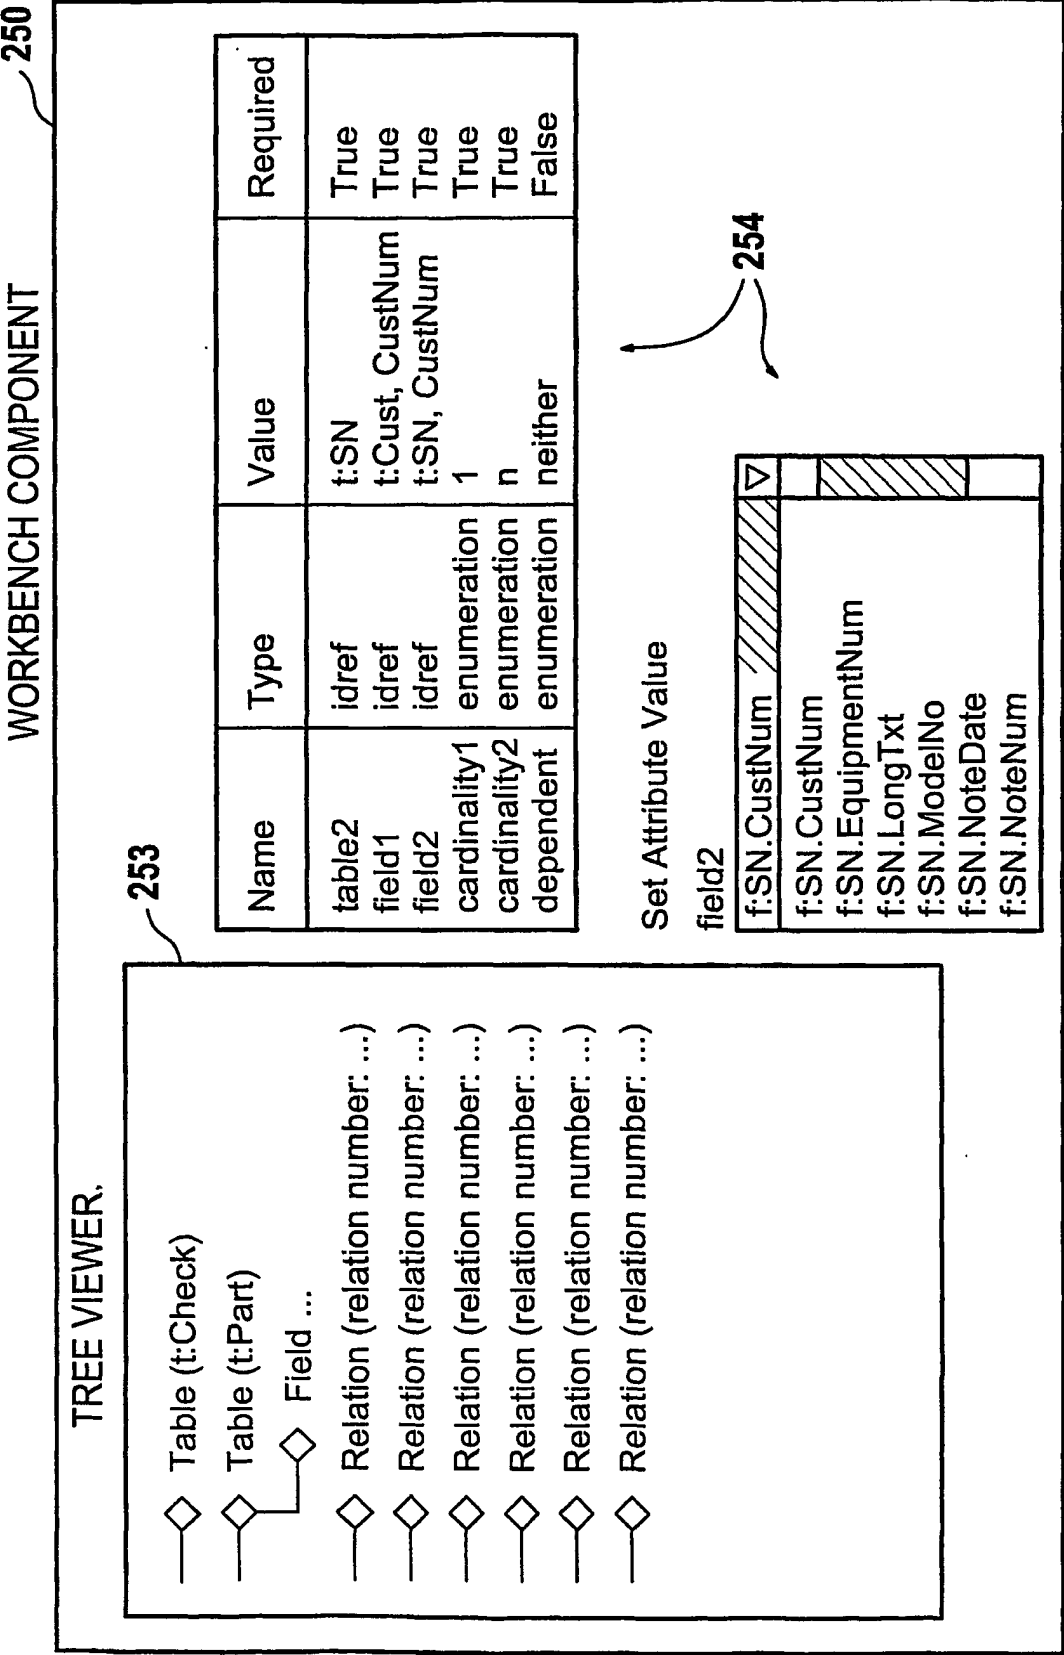 WORKBENCH COMPONENT
250
TREE VIEWER.
253
Table (t:Check)
Table (t:Part)
Field ...
Relation (relation number: ...)
Relation (relation number: ...)
Relation (relation number: ...)
Relation (relation number: ...)
Relation (relation number: ...)
Relation (relation number: ...)
Name Type Value Required
table2 idref t:SN True
field1 idref t:Cust, CustNum True
field2 idref t:SN, CustNum True
cardinality1 enumeration 1 True
cardinality2 enumeration n True
dependent enumeration neither False
254
Set Attribute Value
field2
f:SN.CustNum
f:SN.CustNum
f:SN.EquipmentNum
f:SN.LongTxt
f:SN.ModelNo
f:SN.NoteDate
f:SN.NoteNum